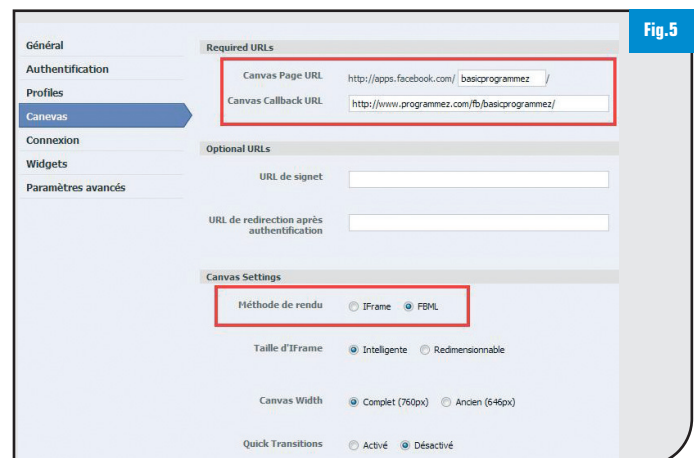 Fig.5
Général
Authentification
Profiles
Canevas
Connexion
Widgets
Paramètres avancés
Required URLs
Canvas Page URL http://apps.facebook.com/ basicprogrammez /
Canvas Callback URL http://www.programmez.com/fb/basicprogrammez/
Optional URLs
URL de signet
URL de redirection après
authentification
Canvas Settings
Méthode de rendu IFrame FBML
Taille d'IFrame Intelligente Redimensionnable
Canvas Width Complet (760px) Ancien (646px)
Quick Transitions Activé Désactivé